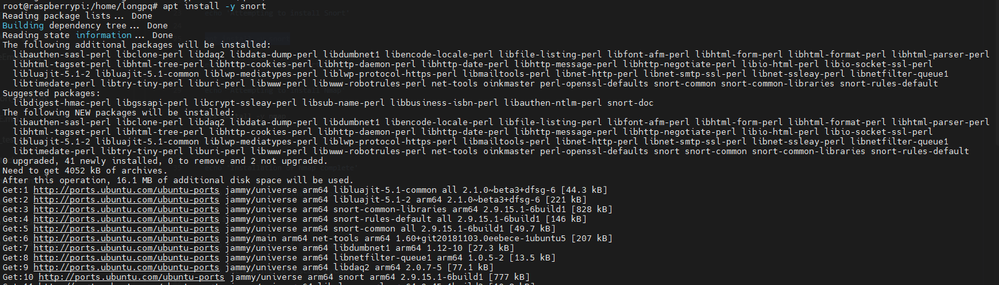 root@raspberrypi:/home/longpq# apt install -y snort
Reading package lists... Done
Building dependency tree... Done
Reading state information... Done
The following additional packages will be installed:
libauthen-sasl-perl libclone-perl libdaq2 libdata-dump-perl libdumbnet1 libencode-locale-perl libfile-listing-perl libfont-afm-perl libhtml-form-perl libhtml-format-perl libhtml-parser-perl
libhtml-tagset-perl libhtml-tree-perl libhttp-cookies-perl libhttp-daemon-perl libhttp-date-perl libhttp-message-perl libhttp-negotiate-perl libio-html-perl libio-socket-ssl-perl
libluajit-5.1-2 libluajit-5.1-common liblwp-mediatypes-perl liblwp-protocol-https-perl libmailtools-perl libnet-http-perl libnet-smtp-ssl-perl libnet-ssleay-perl libnetfilter-queue1
libtimedate-perl libtry-tiny-perl liburi-perl libwww-perl libwww-robotrules-perl net-tools oinkmaster perl-openssl-defaults snort-common snort-common-libraries snort-rules-default
Suggested packages:
libdigest-hmac-perl libgssapi-perl libcrypt-ssleay-perl libsub-name-perl libbusiness-isbn-perl libauthen-ntlm-perl snort-doc
The following NEW packages will be installed:
libauthen-sasl-perl libclone-perl libdaq2 libdata-dump-perl libdumbnet1 libencode-locale-perl libfile-listing-perl libfont-afm-perl libhtml-form-perl libhtml-format-perl libhtml-parser-perl
libhtml-tagset-perl libhtml-tree-perl libhttp-cookies-perl libhttp-daemon-perl libhttp-date-perl libhttp-message-perl libhttp-negotiate-perl libio-html-perl libio-socket-ssl-perl
libluajit-5.1-2 libluajit-5.1-common liblwp-mediatypes-perl liblwp-protocol-https-perl libmailtools-perl libnet-http-perl libnet-smtp-ssl-perl libnet-ssleay-perl libnetfilter-queue1
libtimedate-perl libtry-tiny-perl liburi-perl libwww-perl libwww-robotrules-perl net-tools oinkmaster perl-openssl-defaults snort snort-common snort-common-libraries snort-rules-default
0 upgraded, 41 newly installed, 0 to remove and 2 not upgraded.
Need to get 4052 kB of archives.
After this operation, 16.1 MB of additional disk space will be used.
Get:1 http://ports.ubuntu.com/ubuntu-ports jammy/universe arm64 libluajit-5.1-common all 2.1.0~beta3+dfsg-6 [44.3 kB]
Get:2 http://ports.ubuntu.com/ubuntu-ports jammy/universe arm64 libluajit-5.1-2 arm64 2.1.0~beta3+dfsg-6 [221 kB]
Get:3 http://ports.ubuntu.com/ubuntu-ports jammy/universe arm64 snort-common-libraries arm64 2.9.15.1-6build1 [828 kB]
Get:4 http://ports.ubuntu.com/ubuntu-ports jammy/universe arm64 snort-rules-default all 2.9.15.1-6build1 [146 kB]
Get:5 http://ports.ubuntu.com/ubuntu-ports jammy/universe arm64 snort-common all 2.9.15.1-6build1 [49.7 kB]
Get:6 http://ports.ubuntu.com/ubuntu-ports jammy/main arm64 net-tools arm64 1.60+git20181103.0eebece-1ubuntu5 [207 kB]
Get:7 http://ports.ubuntu.com/ubuntu-ports jammy/universe arm64 libdumbnet1 arm64 1.12-10 [27.3 kB]
Get:8 http://ports.ubuntu.com/ubuntu-ports jammy/universe arm64 libnetfilter-queue1 arm64 1.0.5-2 [13.5 kB]
Get:9 http://ports.ubuntu.com/ubuntu-ports jammy/universe arm64 libdaq2 arm64 2.0.7-5 [77.1 kB]
Get:10 http://ports.ubuntu.com/ubuntu-ports jammy/universe arm64 snort arm64 2.9.15.1-6build1 [777 kB]